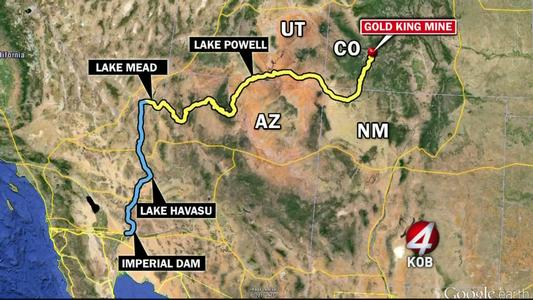 GOLD KING MINE
UT
CO
LAKE POWELL
LAKE MEAD
AZ
NM
LAKE HAVASU
IMPERIAL DAM
4
KOB
Google earth